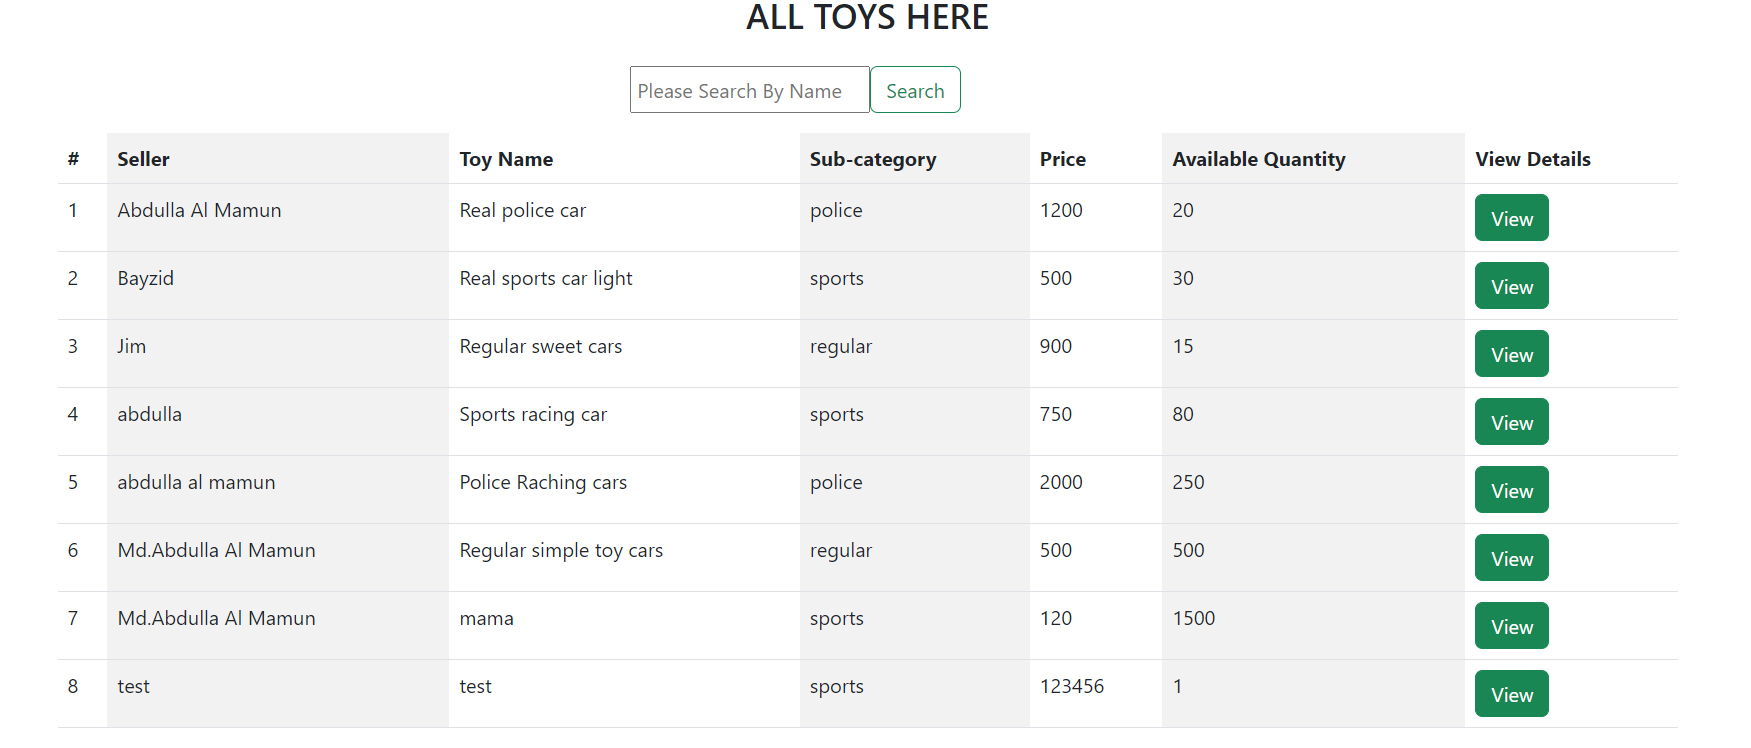 ALL TOYS HERE
Please Search By Name Search
# Seller Toy Name Sub-category Price Available Quantity View Details
1 Abdulla Al Mamun Real police car police 1200 20 View
2 Bayzid Real sports car light sports 500 30 View
3 Jim Regular sweet cars regular 900 15 View
4 abdulla Sports racing car sports 750 80 View
5 abdulla al mamun Police Raching cars police 2000 250 View
6 Md.Abdulla Al Mamun Regular simple toy cars regular 500 500 View
7 Md.Abdulla Al Mamun mama sports 120 1500 View
8 test test sports 123456 1 View